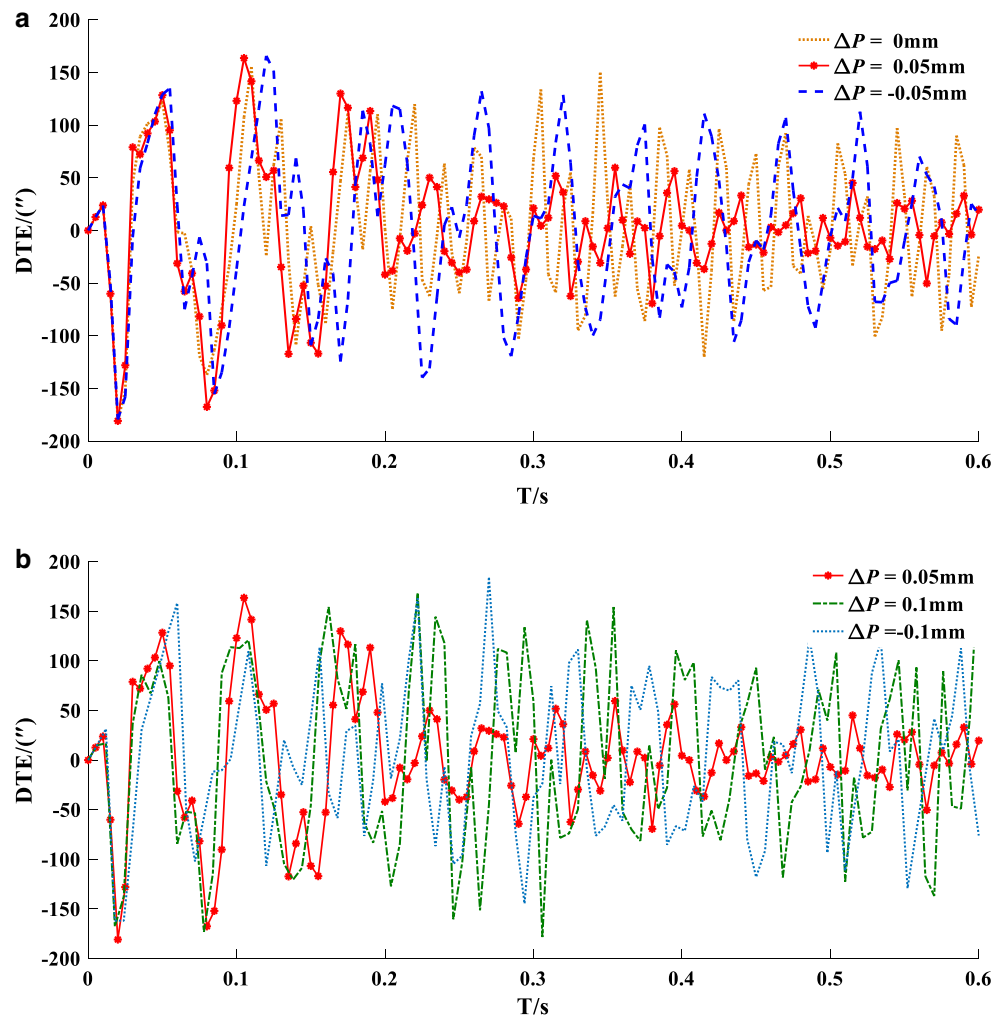 a
200
150
100
50
0
-50
-100
-150
-200
DTE/(″)
ΔP = 0mm
ΔP = 0.05mm
ΔP = -0.05mm
0 0.1 0.2 0.3 0.4 0.5 0.6
T/s
b
200
150
100
50
0
-50
-100
-150
-200
DTE/(″)
ΔP = 0.05mm
ΔP = 0.1mm
ΔP =-0.1mm
0 0.1 0.2 0.3 0.4 0.5 0.6
T/s